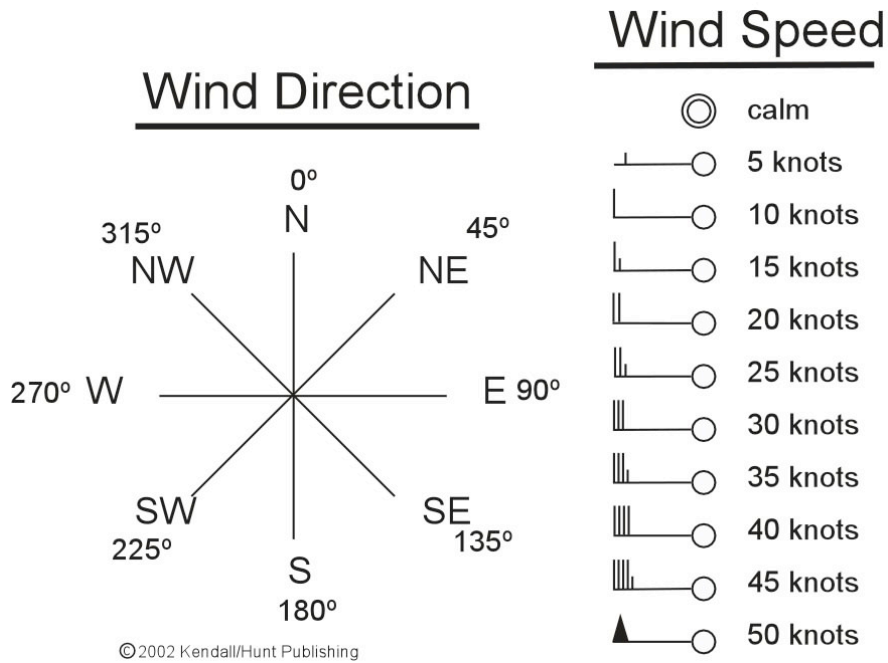 Wind Direction
0º
N
45º
NE
315º
NW
270º W
E 90º
SW
225º
SE
135º
S
180º
©2002 Kendall/Hunt Publishing
Wind Speed
calm
5 knots
10 knots
15 knots
20 knots
25 knots
30 knots
35 knots
40 knots
45 knots
50 knots